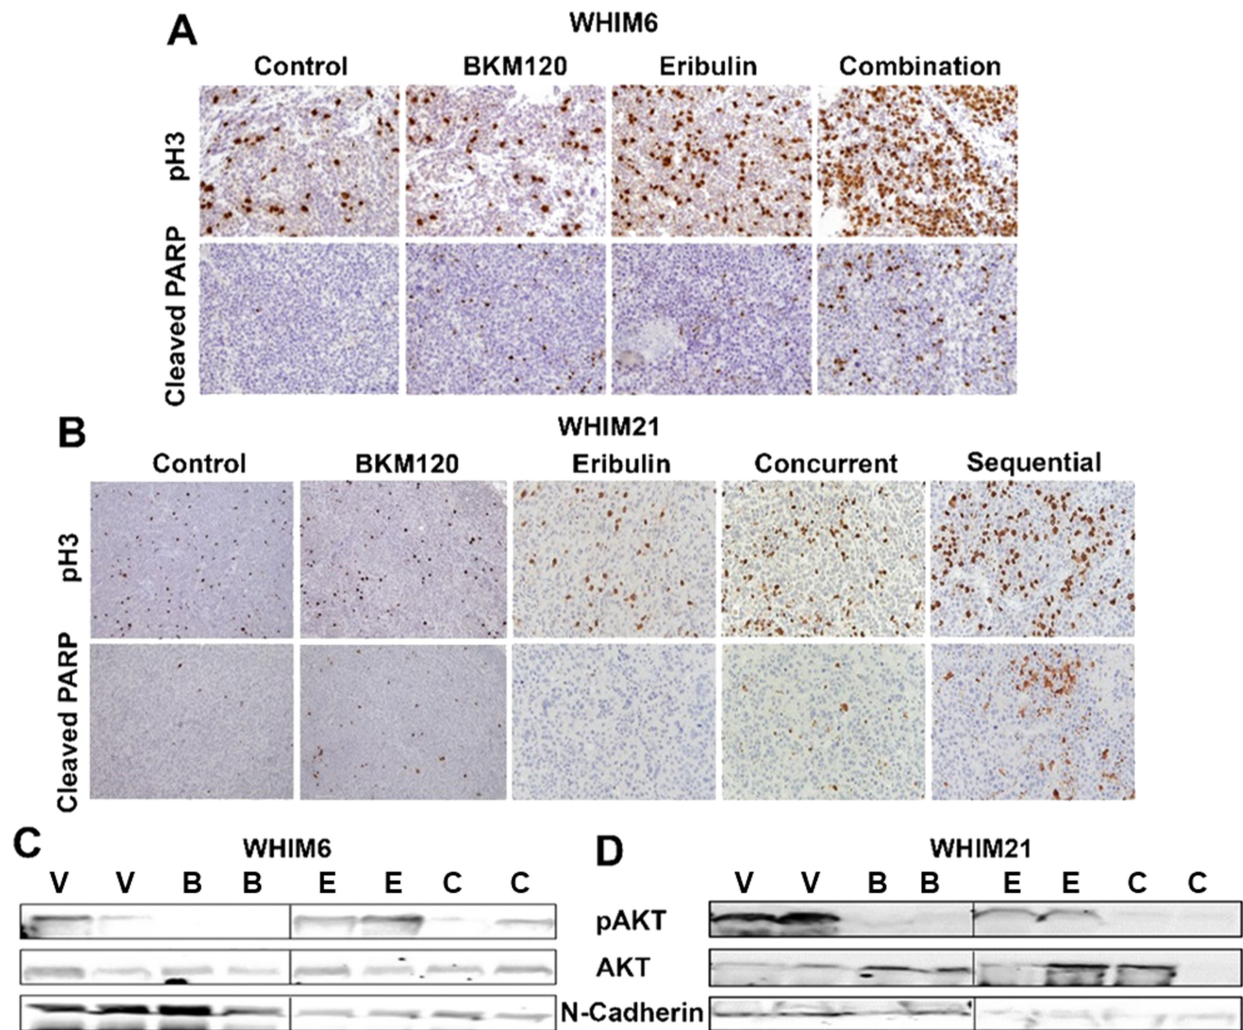 A
WHIM6
Control BKM120 Eribulin Combination
pH3
Cleaved PARP
B
WHIM21
Control BKM120 Eribulin Concurrent Sequential
pH3
Cleaved PARP
C
WHIM6
V V B B E E C C
D
WHIM21
V V B B E E C C
pAKT
AKT
N-Cadherin